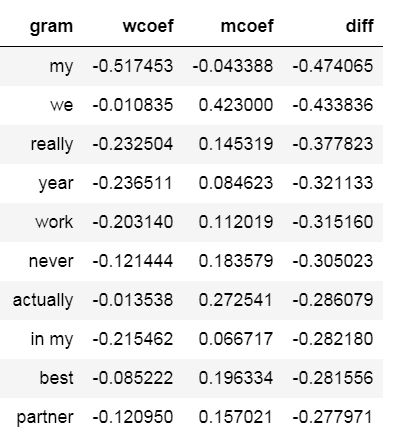 gram wcoef mcoef diff
my -0.517453 -0.043388 -0.474065
we -0.010835 0.423000 -0.433836
really -0.232504 0.145319 -0.377823
year -0.236511 0.084623 -0.321133
work -0.203140 0.112019 -0.315160
never -0.121444 0.183579 -0.305023
actually -0.013538 0.272541 -0.286079
in my -0.215462 0.066717 -0.282180
best -0.085222 0.196334 -0.281556
partner -0.120950 0.157021 -0.277971